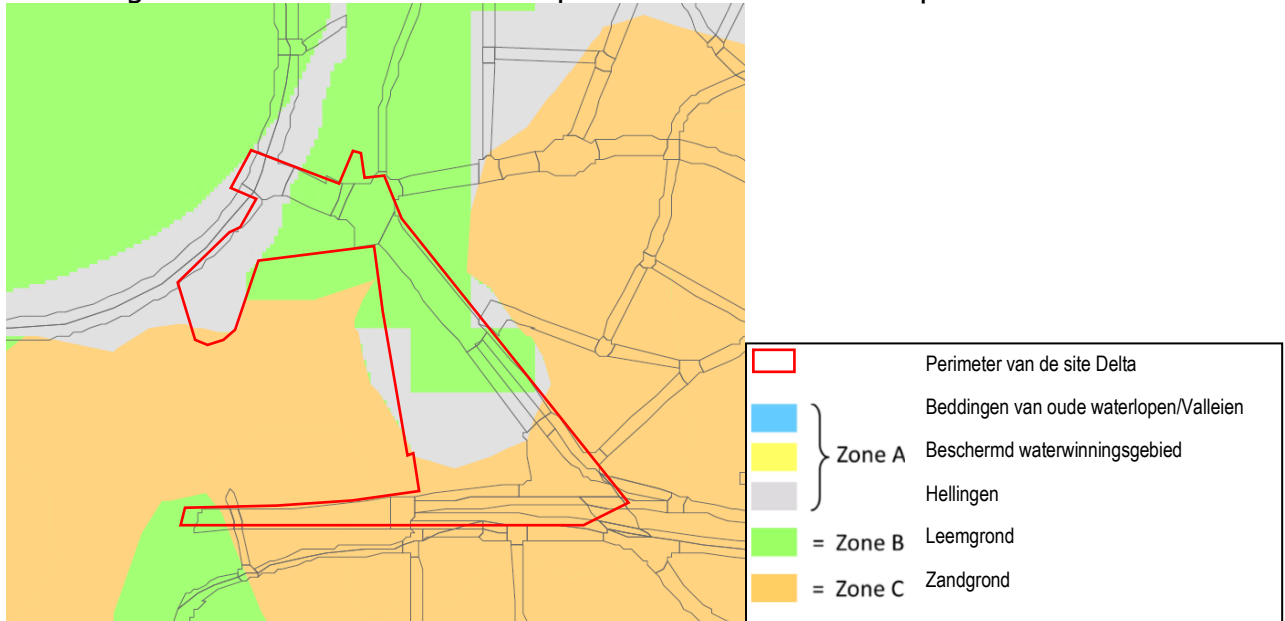 Perimeter van de site Delta
Beddingen van oude waterlopen/Valleien
Zone A
Beschermd waterwinningsgebied
Hellingen
= Zone B Leemgrond
= Zone C Zandgrond